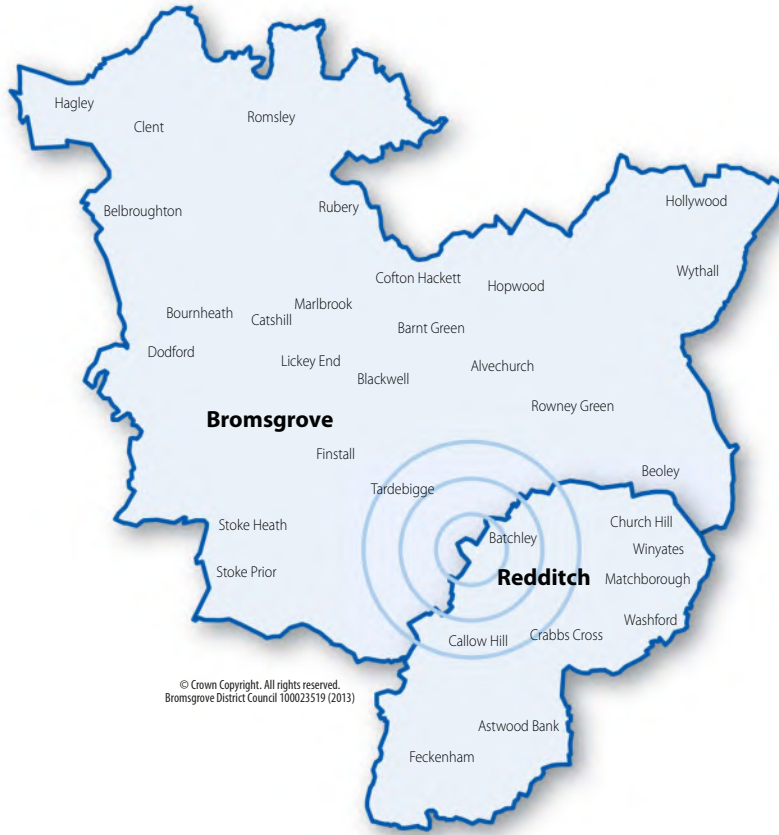 Hagley
Clent
Romsley
Belbroughton
Rubery
Hollywood
Cofton Hackett
Hopwood
Wythall
Bournheath
Catshill
Marlbrook
Barnt Green
Dodford
Lickey End
Blackwell
Alvechurch
Rowney Green
Bromsgrove
Finstall
Tardebigge
Beoley
Stoke Heath
Batchley
Church Hill
Winyates
Stoke Prior
Redditch
Matchborough
Washford
Callow Hill
Crabbs Cross
© Crown Copyright. All rights reserved.
Bromsgrove District Council 100023519 (2013)
Astwood Bank
Feckenham